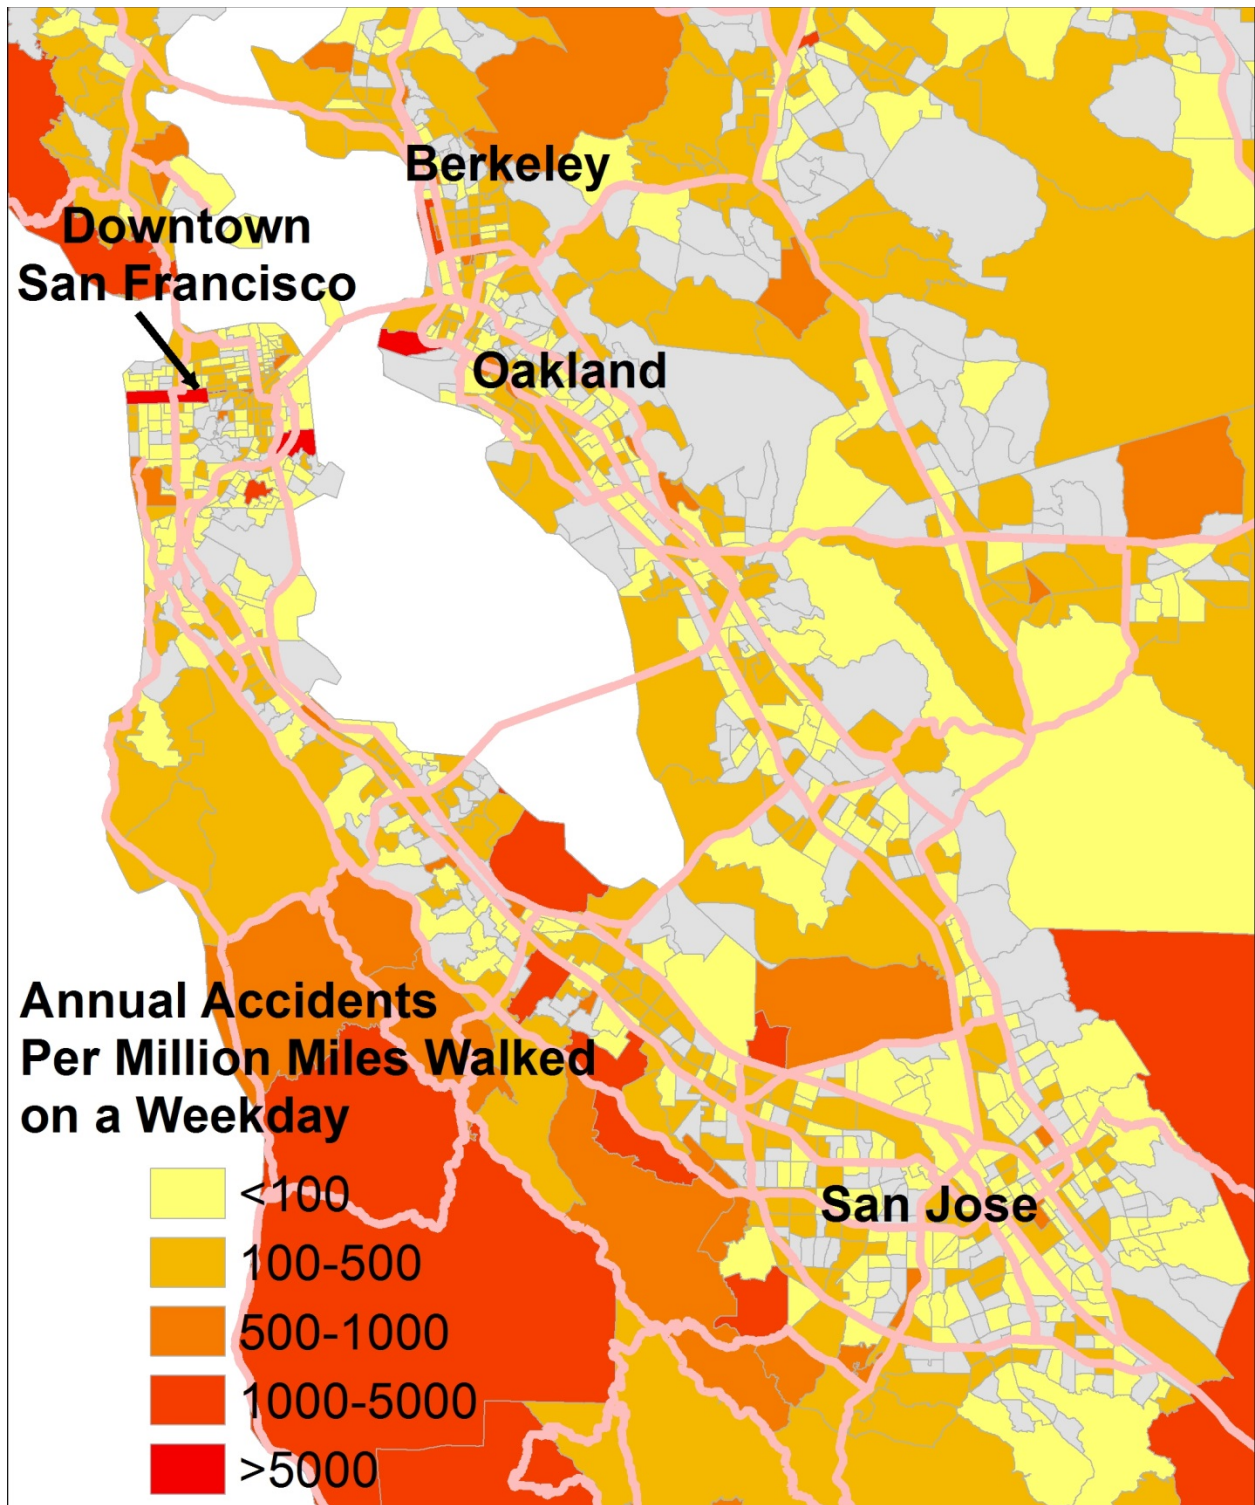 Berkeley
Downtown
San Francisco
Oakland
Annual Accidents
Per Million Miles Walked
on a Weekday
<100
100-500
San Jose
500-1000
1000-5000
>5000